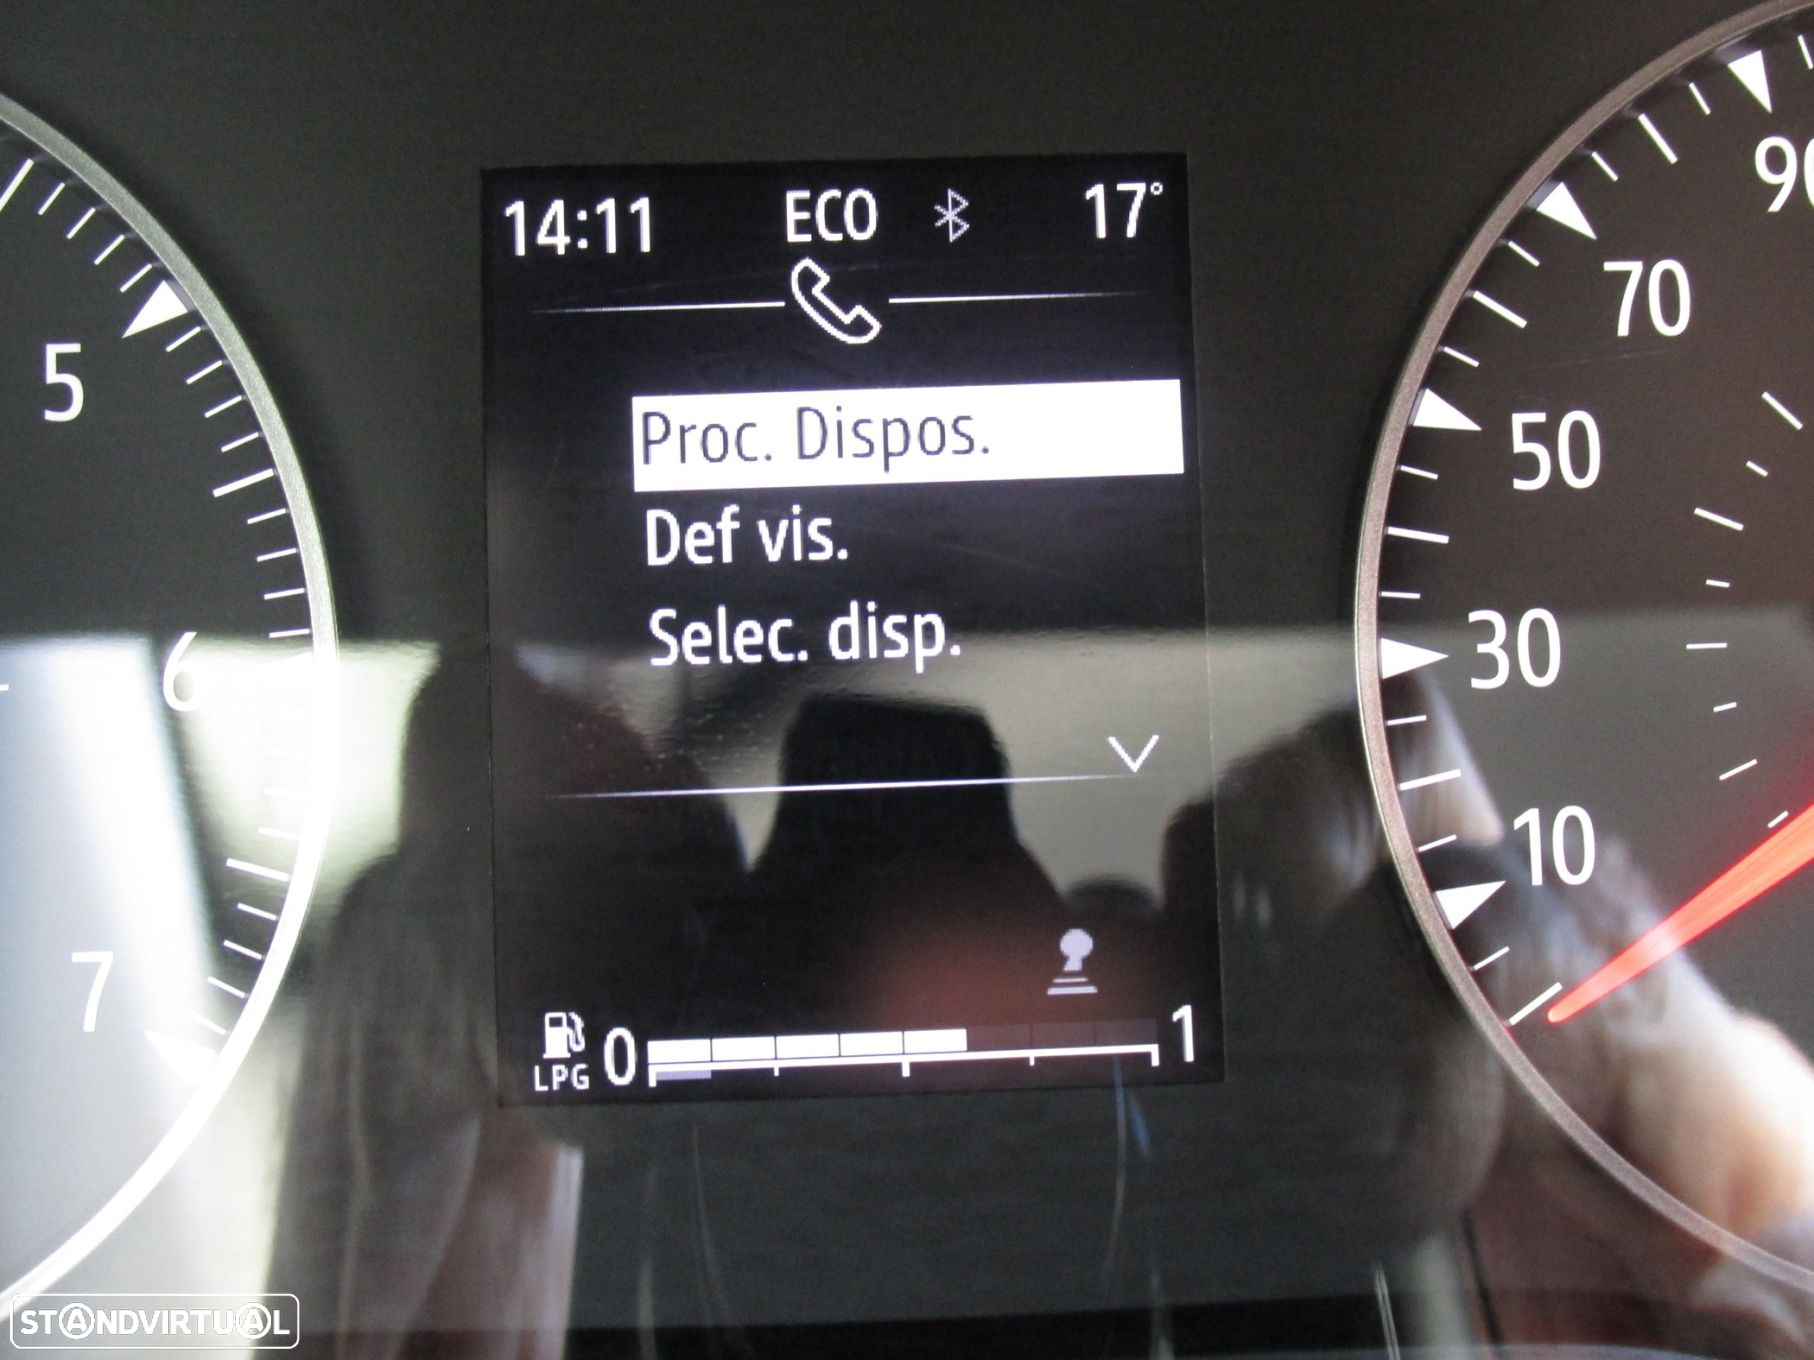 14:11 ECO 17°
90
70
5
Proc. Dispos.
50
Def vis.
Selec. disp.
30
6
10
7
LPG 0 1
STANDVIRTUAL